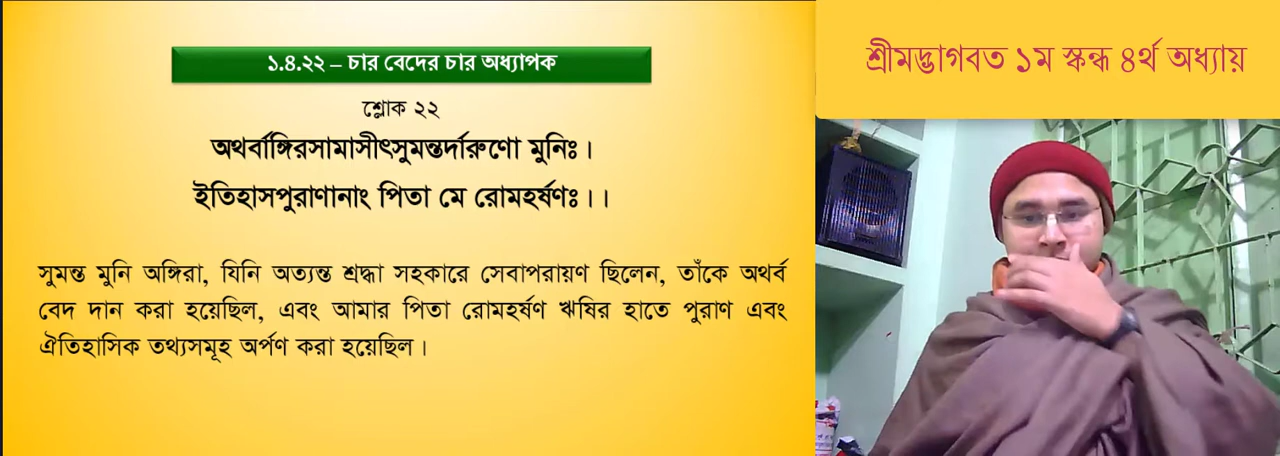 ১.৪.২২ – চার বেদের চার অধ্যাপক
শ্লোক ২২
অথর্বাঙ্গিরসামাসীৎসুমন্তর্দারুণো মুনিঃ।
ইতিহাসপুরাণানাং পিতা মে রোমহর্ষণঃ।।
সুমন্ত মুনি অঙ্গিরা, যিনি অত্যন্ত শ্রদ্ধা সহকারে সেবাপরায়ণ ছিলেন, তাঁকে অথর্ব
বেদ দান করা হয়েছিল, এবং আমার পিতা রোমহর্ষণ ঋষির হাতে পুরাণ এবং
ঐতিহাসিক তথ্যসমূহ অর্পণ করা হয়েছিল।
শ্রীমদ্ভাগবত ১ম স্কন্ধ ৪র্থ অধ্যায়